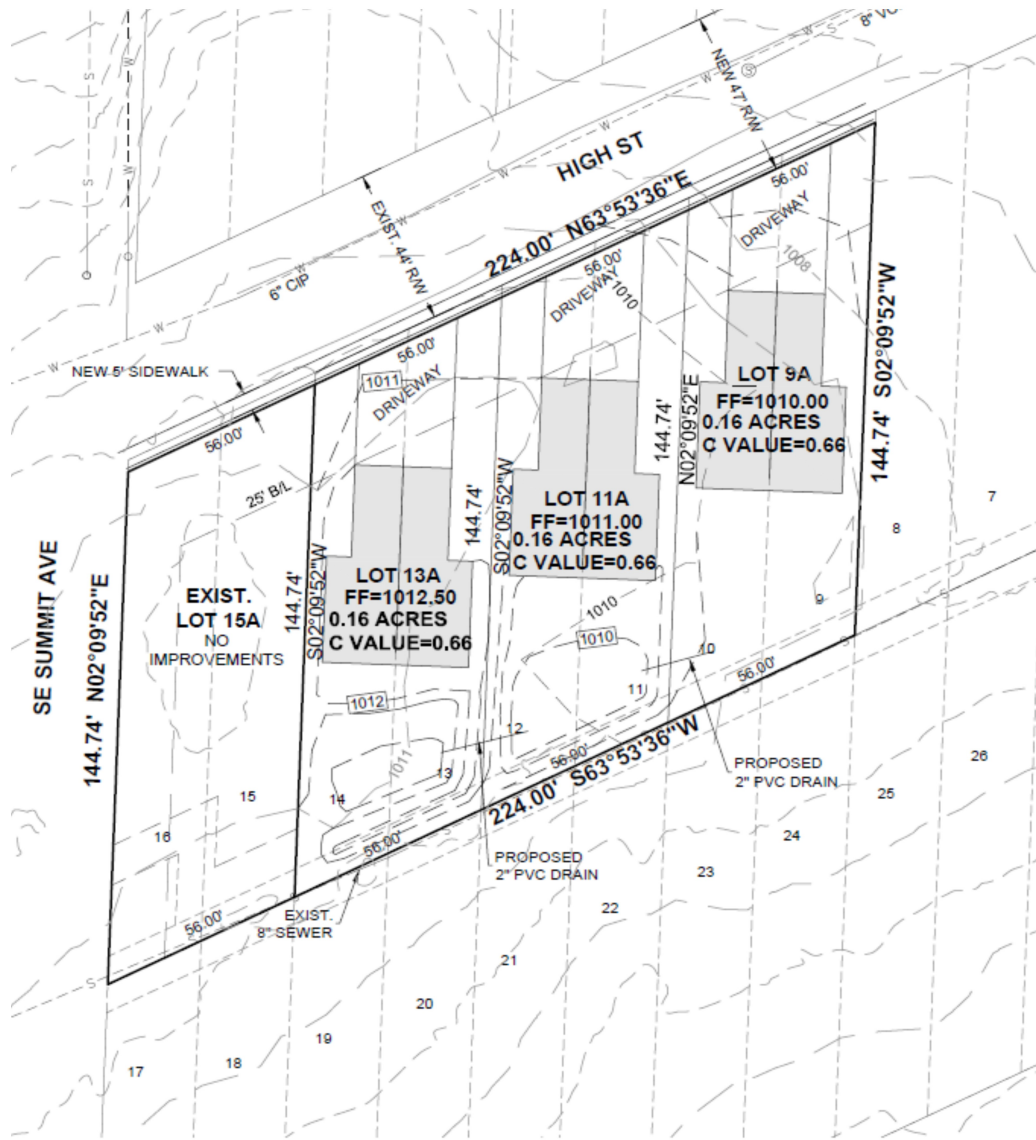 8" VC
NEW 47' R/W
HIGH ST
EXIST. 44' R/W
6" CIP
224.00' N63°53'36"E
56.00'
DRIVEWAY
1008
56.00'
DRIVEWAY
1010
56.00'
1011
DRIVEWAY
NEW 5' SIDEWALK
56.00'
25' B/L
LOT 9A
FF=1010.00
0.16 ACRES
C VALUE=0.66
144.74' S02°09'52"W
144.74'
N02°09'52"E
LOT 11A
FF=1011.00
0.16 ACRES
C VALUE=0.66
144.74'
S02°09'52"W
LOT 13A
FF=1012.50
0.16 ACRES
C VALUE=0.66
144.74'
S02°09'52"W
EXIST.
LOT 15A
NO
IMPROVEMENTS
SE SUMMIT AVE
144.74' N02°09'52"E
7
8
9
10
11
12
13
14
15
16
1010
1010
1012
1011
56.00'
56.00'
224.00' S63°53'36"W
56.00'
56.00'
PROPOSED
2" PVC DRAIN
PROPOSED
2" PVC DRAIN
EXIST.
8" SEWER
26
25
24
23
22
21
20
19
18
17